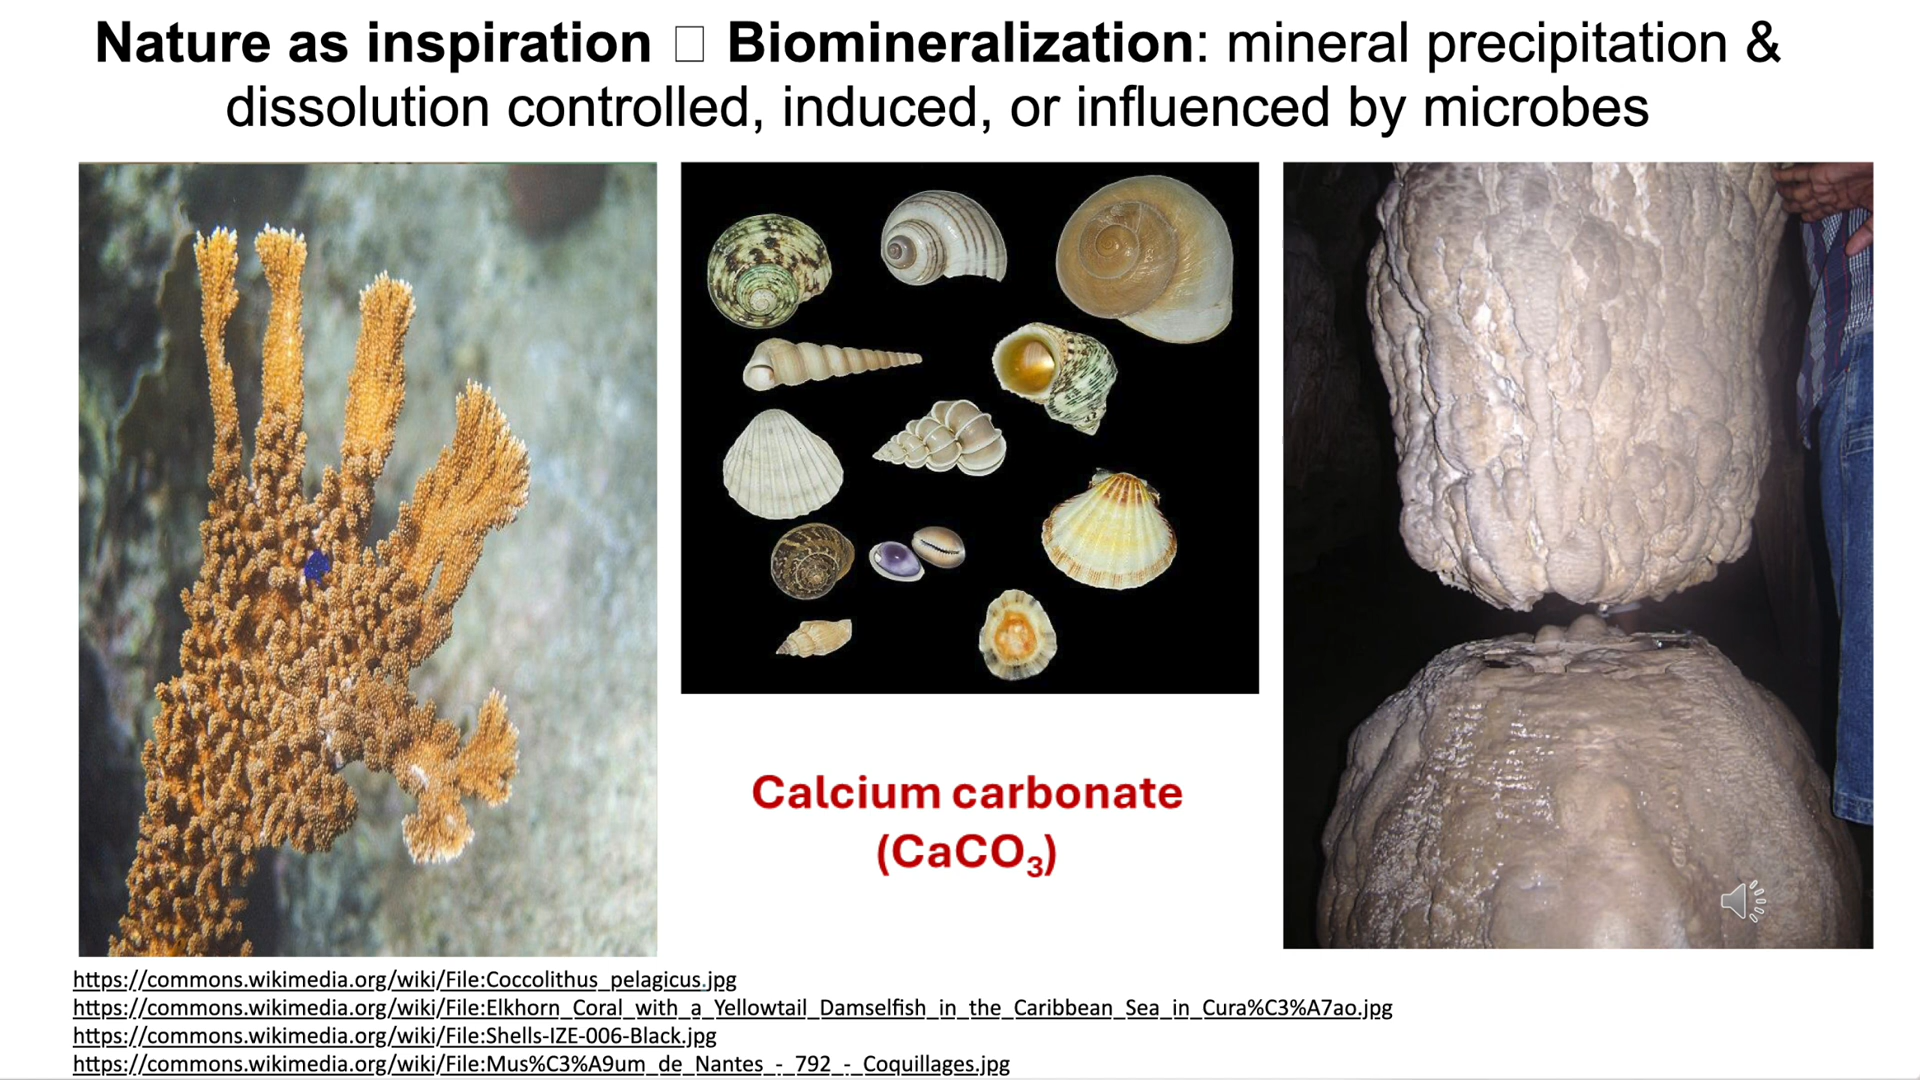 Nature as inspiration □ Biomineralization: mineral precipitation &
dissolution controlled, induced, or influenced by microbes
Calcium carbonate
(CaCO₃)
https://commons.wikimedia.org/wiki/File:Coccolithus_pelagicus.jpg
https://commons.wikimedia.org/wiki/File:Elkhorn_Coral_with_a_Yellowtail_Damselfish_in_the_Caribbean_Sea_in_Cura%C3%A7ao.jpg
https://commons.wikimedia.org/wiki/File:Shells-IZE-006-Black.jpg
https://commons.wikimedia.org/wiki/File:Mus%C3%A9um_de_Nantes_-_792_-_Coquillages.jpg